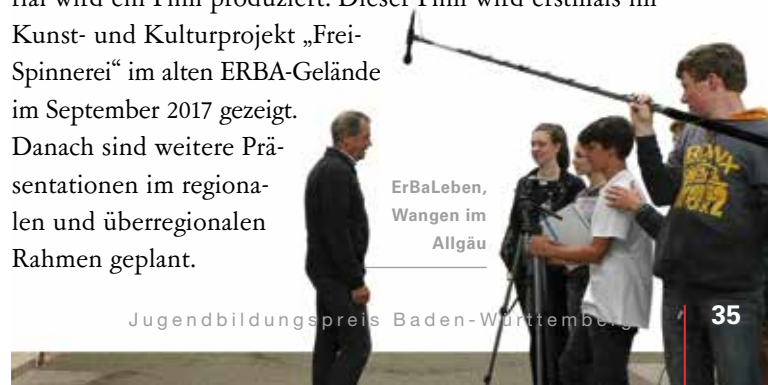 Kunst- und Kulturprojekt „Frei-
Spinnerei“ im alten ERBA-Gelände
im September 2017 gezeigt.
Danach sind weitere Prä-
sentationen im regiona-
len und überregionalen
Rahmen geplant.
ErBaLeben,
Wangen im
Allgäu
Jugendbildungspreis Baden-Württemberg
35